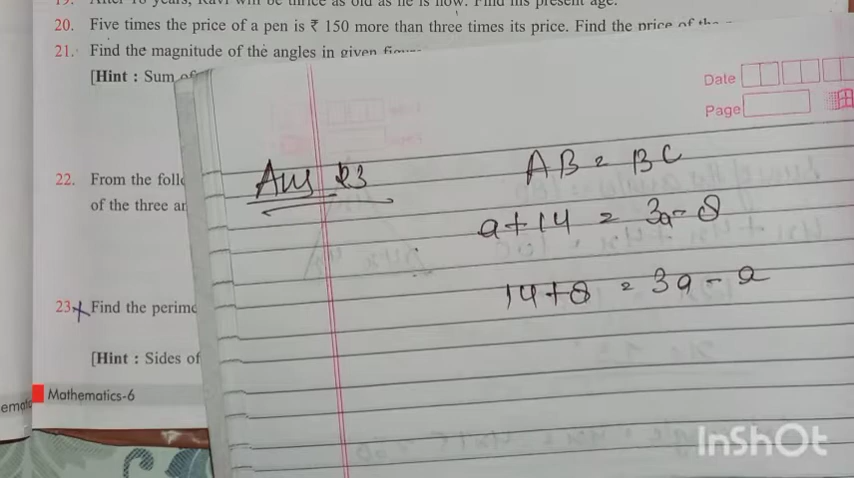 20. Five times the price of a pen is ₹ 150 more than three times its price. Find the price of the
21. Find the magnitude of the angles in given
[Hint : Sum of
22. From the
of the three
23. Find the
[Hint : Sides of
Mathematics-6
Date
Page
Ans 23
AB = BC
a+14 = 3a-8
14+8 = 3a-a
InShOt